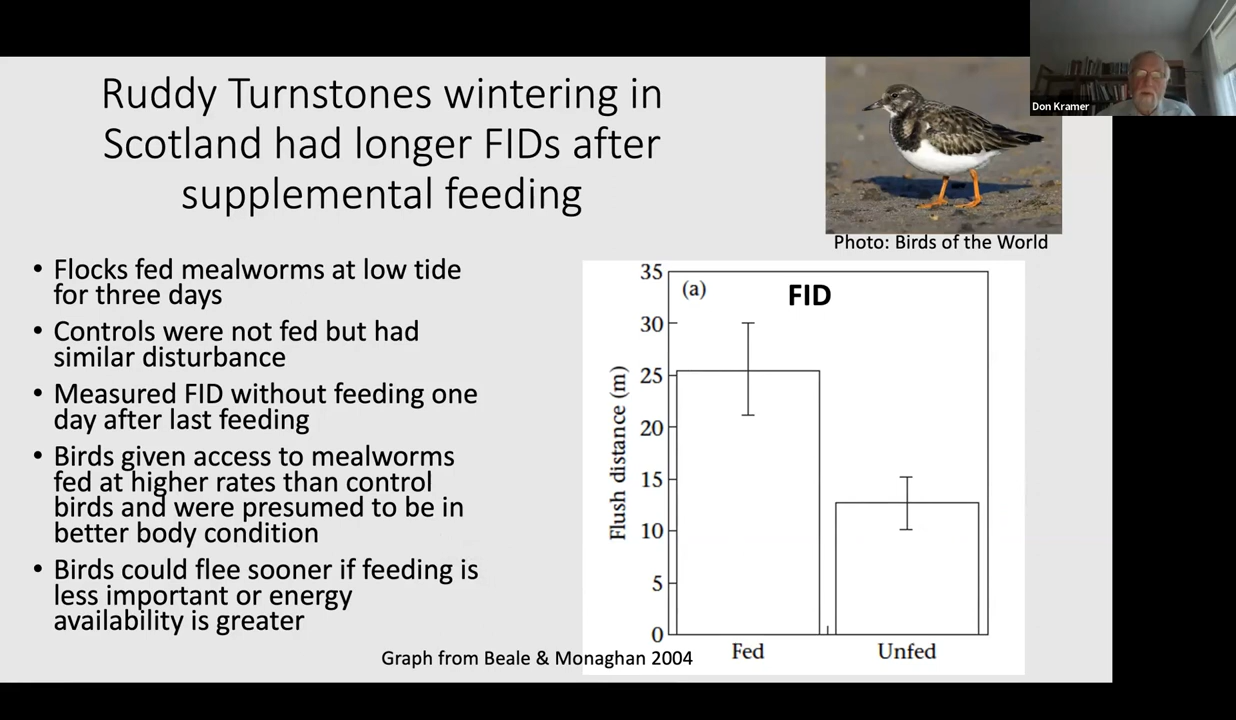 Ruddy Turnstones wintering in
Scotland had longer FIDs after
supplemental feeding
Don Kramer
Photo: Birds of the World
• Flocks fed mealworms at low tide
for three days
• Controls were not fed but had
similar disturbance
• Measured FID without feeding one
day after last feeding
• Birds given access to mealworms
fed at higher rates than control
birds and were presumed to be in
better body condition
• Birds could flee sooner if feeding is
less important or energy
availability is greater
(a)
FID
Flush distance (m)
35
30
25
20
15
10
5
0
Fed
Unfed
Graph from Beale & Monaghan 2004